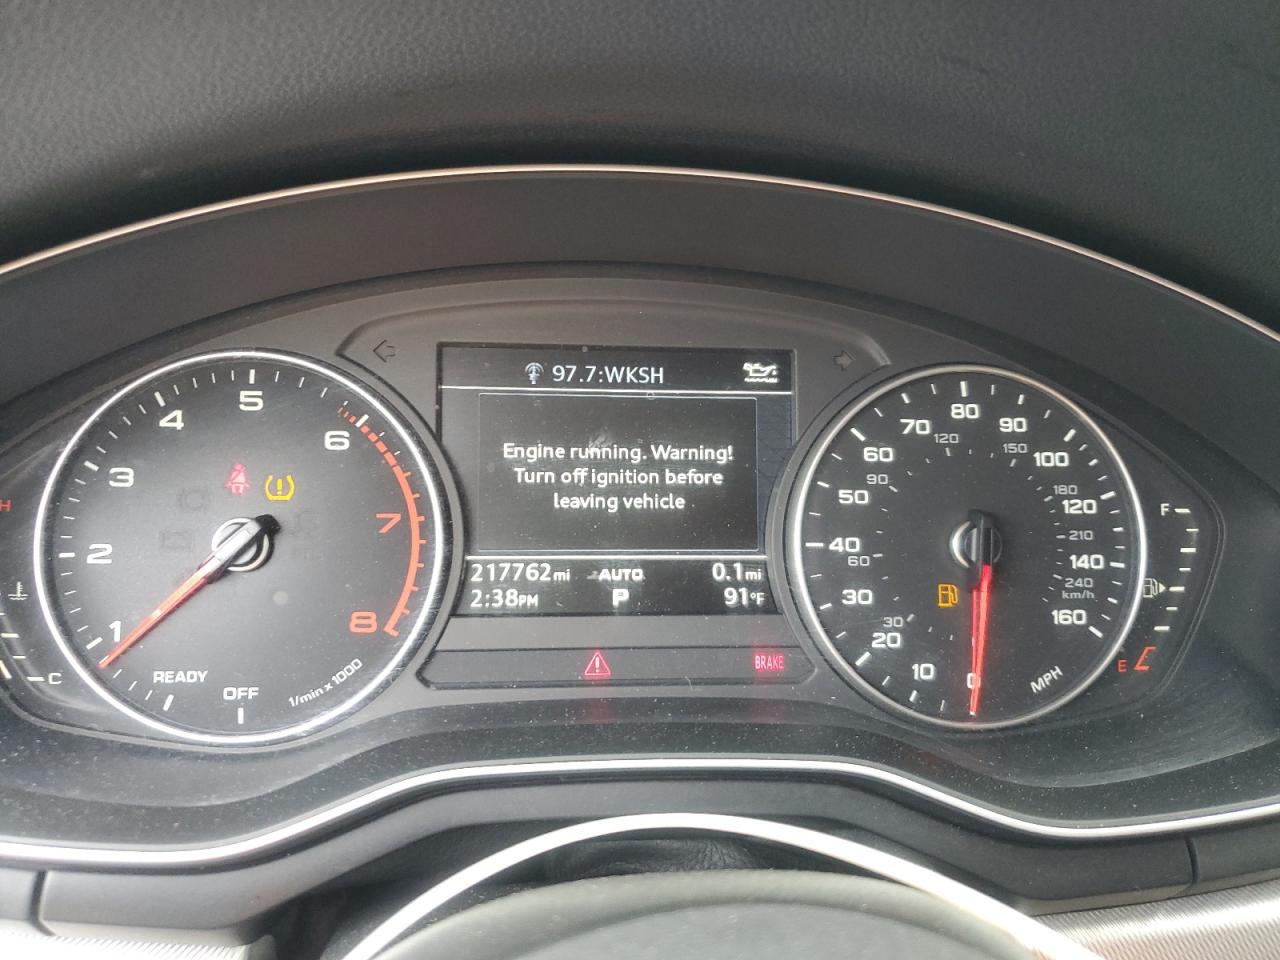 97.7:WKSH
Engine running. Warning!
Turn off ignition before
leaving vehicle
217762mi AUTO 0.1mi
2:38PM P 91°F
BRAKE
H
C
1
2
3
4
5
6
7
8
READY
OFF
1/min x 1000
0
10
20
30
40
50
60
70
80
90
100
120
140
160
30
60
90
120
150
180
210
240
km/h
MPH
F
E